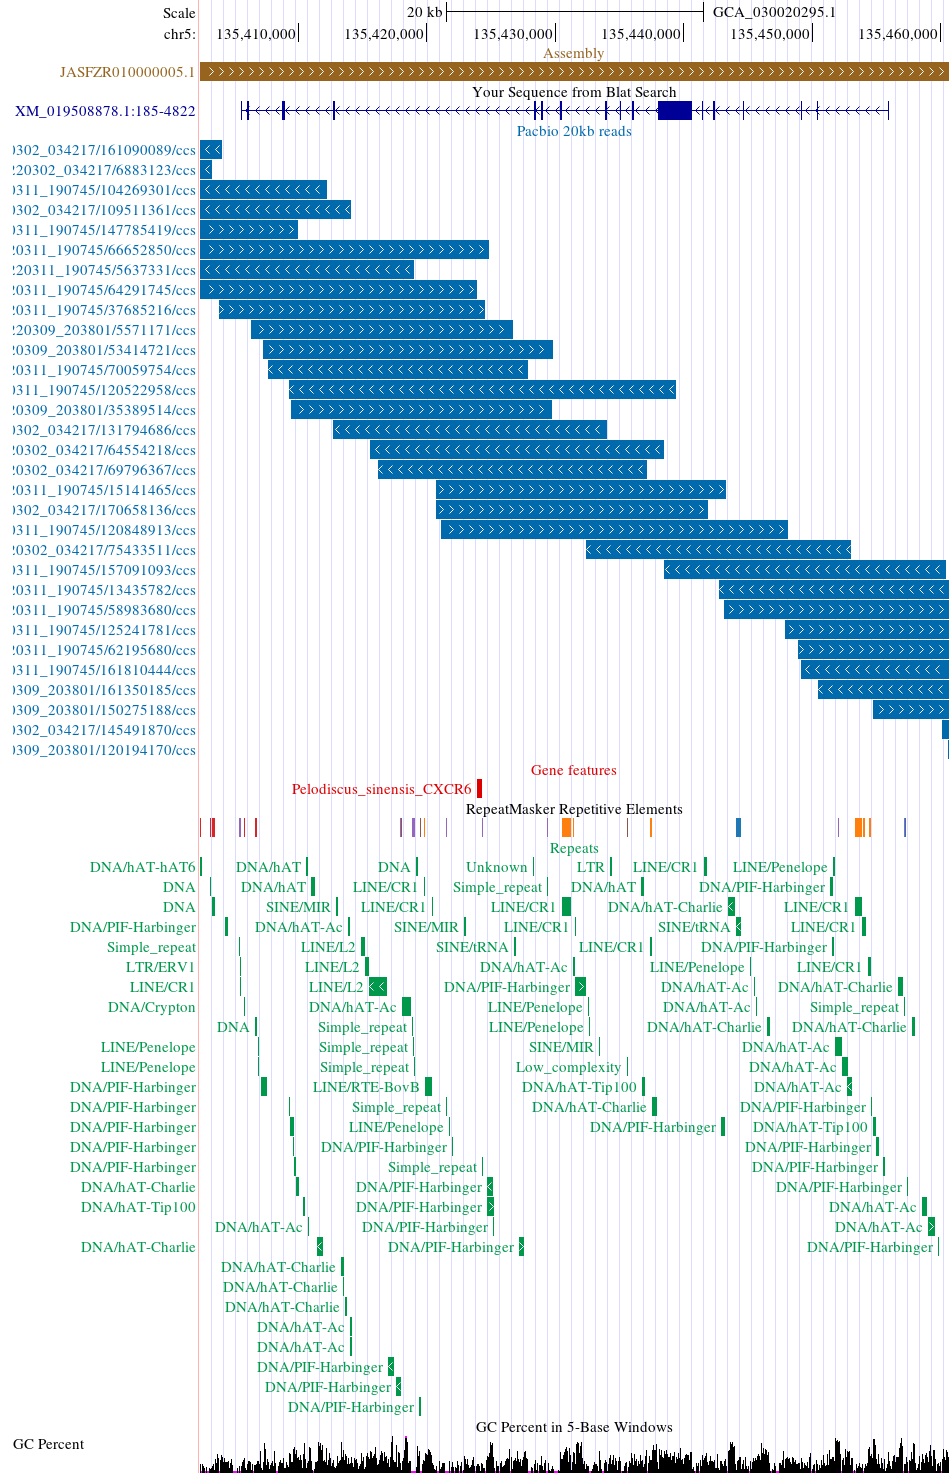 Scale 20 kb GCA_030020295.1
chr5: 135,410,000 135,420,000 135,430,000 135,440,000 135,450,000 135,460,000
Assembly
JASFZR010000005.1
Your Sequence from Blat Search
XM_019508878.1:185-4822
Pacbio 20kb reads
0302_034217/161090089/ccs
220302_034217/6883123/ccs
0311_190745/104269301/ccs
0302_034217/109511361/ccs
0311_190745/147785419/ccs
20311_190745/66652850/ccs
220311_190745/5637331/ccs
20311_190745/64291745/ccs
20311_190745/37685216/ccs
220309_203801/5571171/ccs
20309_203801/53414721/ccs
20311_190745/70059754/ccs
0311_190745/120522958/ccs
20309_203801/35389514/ccs
0302_034217/131794686/ccs
20302_034217/64554218/ccs
20302_034217/69796367/ccs
20311_190745/15141465/ccs
0302_034217/170658136/ccs
0311_190745/120848913/ccs
20302_034217/75433511/ccs
0311_190745/157091093/ccs
20311_190745/13435782/ccs
20311_190745/58983680/ccs
0311_190745/125241781/ccs
20311_190745/62195680/ccs
0311_190745/161810444/ccs
0309_203801/161350185/ccs
0309_203801/150275188/ccs
0302_034217/145491870/ccs
0309_203801/120194170/ccs
Gene features
Pelodiscus_sinensis_CXCR6
RepeatMasker Repetitive Elements
Repeats
DNA/hAT-hAT6 DNA/hAT DNA Unknown LTR LINE/CR1 LINE/Penelope
DNA DNA/hAT LINE/CR1 Simple_repeat DNA/hAT DNA/PIF-Harbinger
DNA SINE/MIR LINE/CR1 LINE/CR1 DNA/hAT-Charlie LINE/CR1
DNA/PIF-Harbinger DNA/hAT-Ac SINE/MIR LINE/CR1 SINE/tRNA LINE/CR1
Simple_repeat LINE/L2 SINE/tRNA LINE/CR1 DNA/PIF-Harbinger
LTR/ERV1 LINE/L2 DNA/hAT-Ac LINE/Penelope LINE/CR1
LINE/CR1 LINE/L2 DNA/PIF-Harbinger DNA/hAT-Ac DNA/hAT-Charlie
DNA/Crypton DNA/hAT-Ac LINE/Penelope DNA/hAT-Ac Simple_repeat
DNA Simple_repeat LINE/Penelope DNA/hAT-Charlie DNA/hAT-Charlie
LINE/Penelope Simple_repeat SINE/MIR DNA/hAT-Ac
LINE/Penelope Simple_repeat Low_complexity DNA/hAT-Ac
DNA/PIF-Harbinger LINE/RTE-BovB DNA/hAT-Tip100 DNA/hAT-Ac
DNA/PIF-Harbinger Simple_repeat DNA/hAT-Charlie DNA/PIF-Harbinger
DNA/PIF-Harbinger LINE/Penelope DNA/PIF-Harbinger DNA/hAT-Tip100
DNA/PIF-Harbinger DNA/PIF-Harbinger DNA/PIF-Harbinger
DNA/PIF-Harbinger Simple_repeat DNA/PIF-Harbinger
DNA/hAT-Charlie DNA/PIF-Harbinger DNA/PIF-Harbinger
DNA/hAT-Tip100 DNA/PIF-Harbinger DNA/hAT-Ac
DNA/hAT-Ac DNA/PIF-Harbinger DNA/hAT-Ac
DNA/hAT-Charlie DNA/PIF-Harbinger DNA/PIF-Harbinger
DNA/hAT-Charlie
DNA/hAT-Charlie
DNA/hAT-Charlie
DNA/hAT-Ac
DNA/hAT-Ac
DNA/PIF-Harbinger
DNA/PIF-Harbinger
DNA/PIF-Harbinger
GC Percent in 5-Base Windows
GC Percent